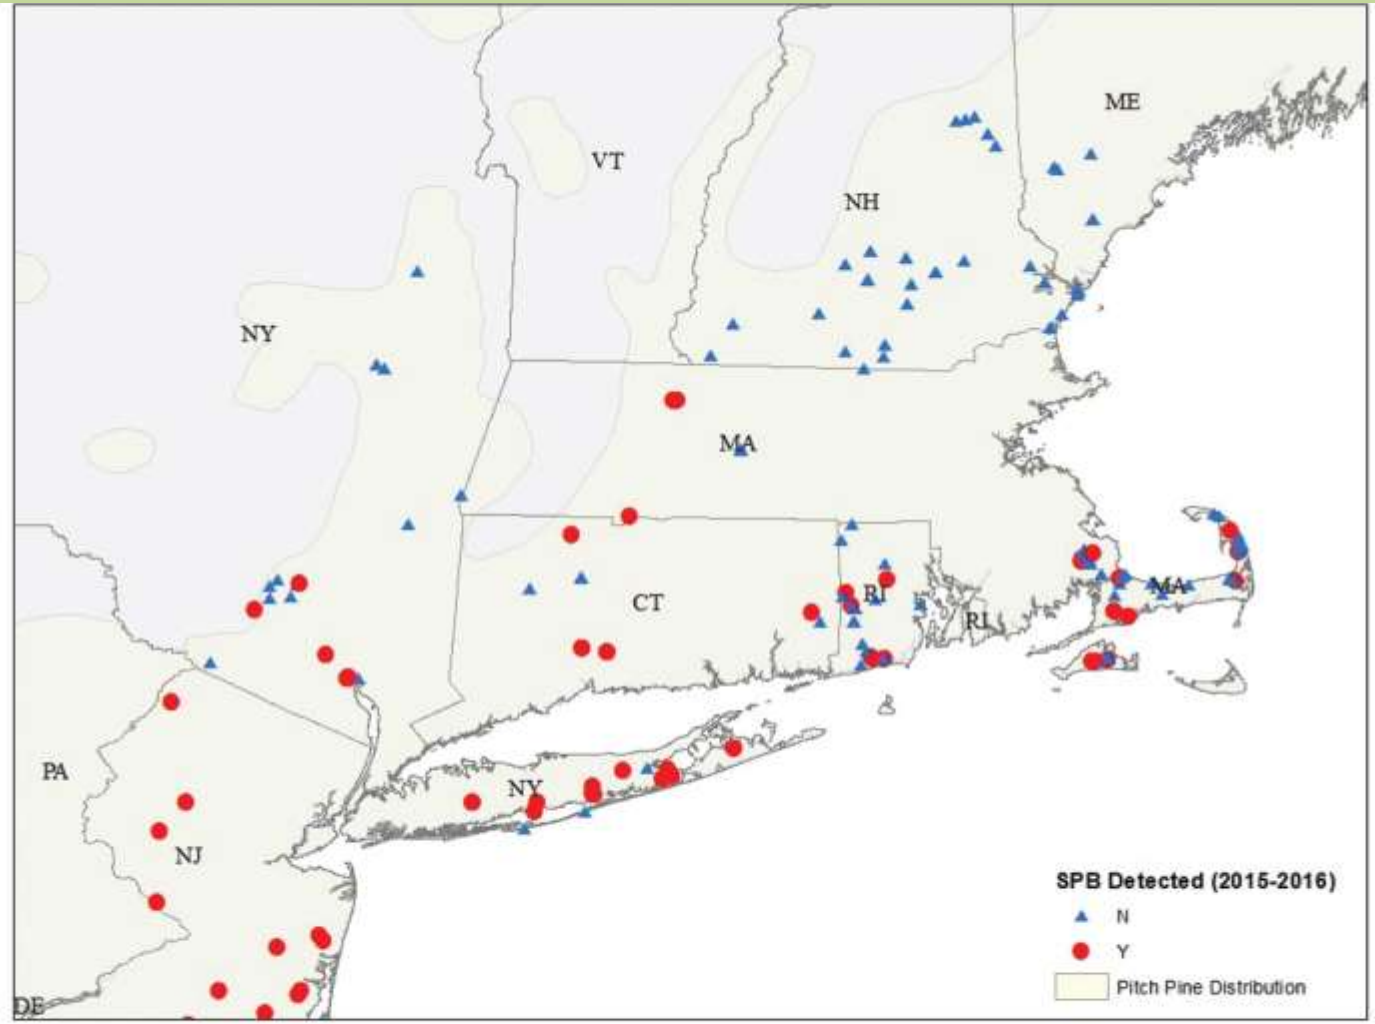 ME
VT
NH
NY
MA
CT
RI
MA
RI
PA
NY
NJ
SPB Detected (2015-2016)
N
Y
Pitch Pine Distribution
DE